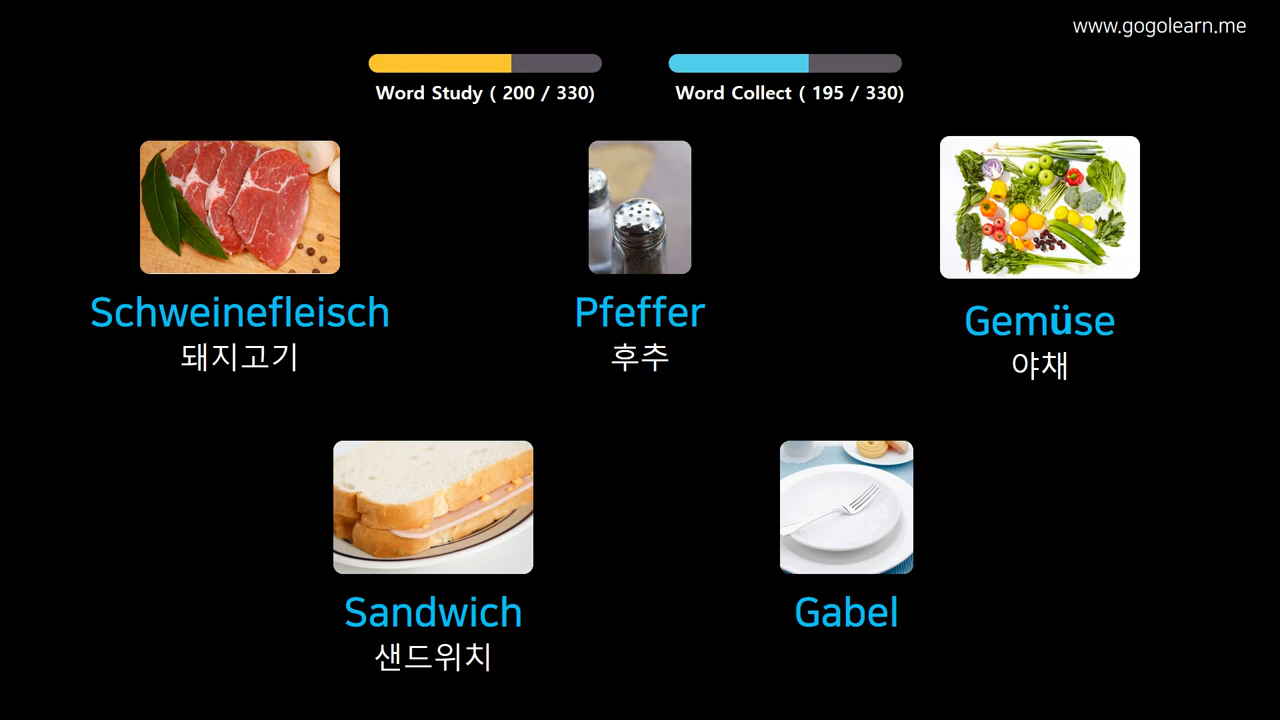 www.gogolearn.me
Word Study ( 200 / 330)
Word Collect ( 195 / 330)
Schweinefleisch
돼지고기
Pfeffer
후추
Gemüse
야채
Sandwich
샌드위치
Gabel